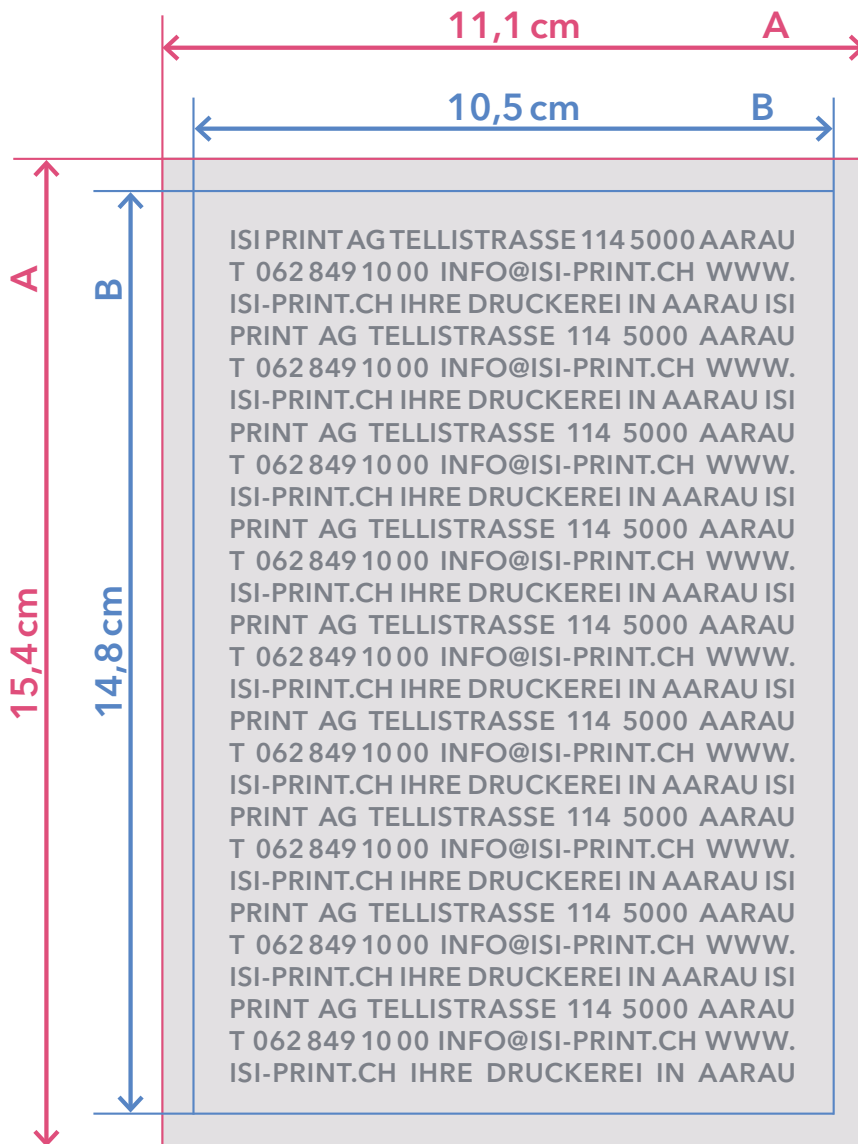 11,1 cm A
10,5 cm B
A
B
15,4 cm
14,8 cm
ISI PRINT AG TELLISTRASSE 114 5000 AARAU
T 062 849 10 00 INFO@ISI-PRINT.CH WWW.
ISI-PRINT.CH IHRE DRUCKEREI IN AARAU ISI
PRINT AG TELLISTRASSE 114 5000 AARAU
T 062 849 10 00 INFO@ISI-PRINT.CH WWW.
ISI-PRINT.CH IHRE DRUCKEREI IN AARAU ISI
PRINT AG TELLISTRASSE 114 5000 AARAU
T 062 849 10 00 INFO@ISI-PRINT.CH WWW.
ISI-PRINT.CH IHRE DRUCKEREI IN AARAU ISI
PRINT AG TELLISTRASSE 114 5000 AARAU
T 062 849 10 00 INFO@ISI-PRINT.CH WWW.
ISI-PRINT.CH IHRE DRUCKEREI IN AARAU ISI
PRINT AG TELLISTRASSE 114 5000 AARAU
T 062 849 10 00 INFO@ISI-PRINT.CH WWW.
ISI-PRINT.CH IHRE DRUCKEREI IN AARAU ISI
PRINT AG TELLISTRASSE 114 5000 AARAU
T 062 849 10 00 INFO@ISI-PRINT.CH WWW.
ISI-PRINT.CH IHRE DRUCKEREI IN AARAU ISI
PRINT AG TELLISTRASSE 114 5000 AARAU
T 062 849 10 00 INFO@ISI-PRINT.CH WWW.
ISI-PRINT.CH IHRE DRUCKEREI IN AARAU ISI
PRINT AG TELLISTRASSE 114 5000 AARAU
T 062 849 10 00 INFO@ISI-PRINT.CH WWW.
ISI-PRINT.CH IHRE DRUCKEREI IN AARAU ISI
PRINT AG TELLISTRASSE 114 5000 AARAU
T 062 849 10 00 INFO@ISI-PRINT.CH WWW.
ISI-PRINT.CH IHRE DRUCKEREI IN AARAU